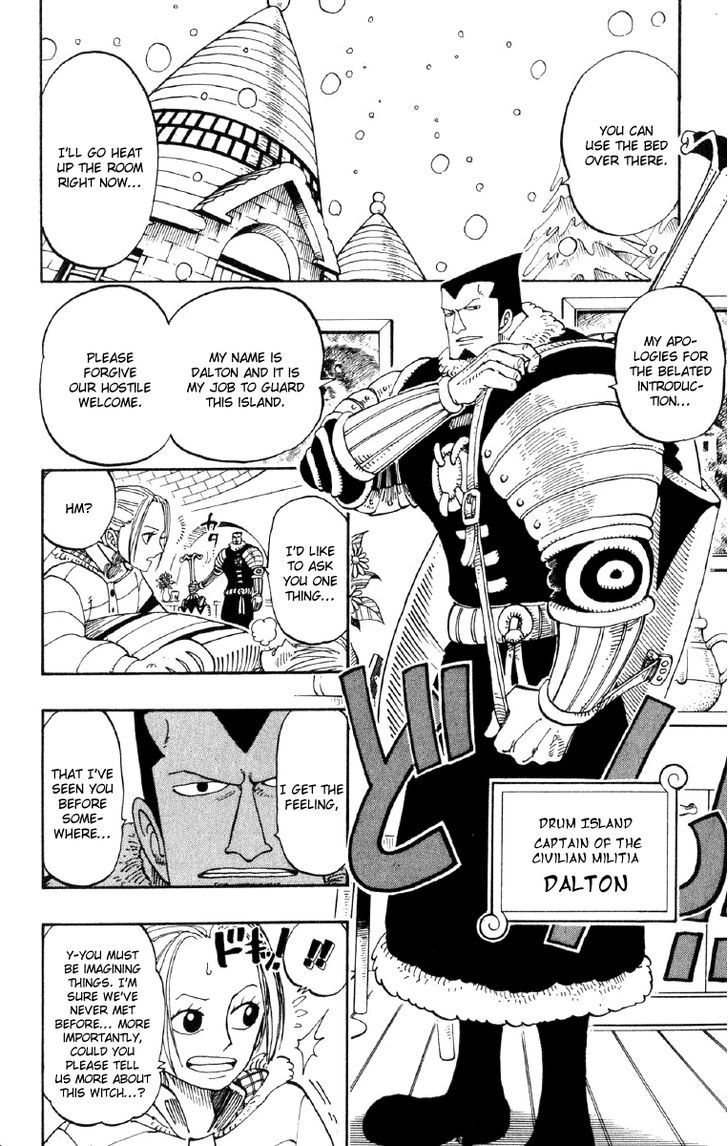 YOU CAN
USE THE BED
OVER THERE.
I'LL GO HEAT
UP THE ROOM
RIGHT NOW...
MY APO-
LOGIES FOR
THE BELATED
INTRODUC-
TION...
MY NAME IS
DALTON AND IT IS
MY JOB TO GUARD
THIS ISLAND.
PLEASE
FORGIVE
OUR HOSTILE
WELCOME.
DRUM ISLAND
CAPTAIN OF THE
CIVILIAN MILITIA
DALTON
HM?
カタ
I'D LIKE
TO ASK
YOU ONE
THING...
I GET THE
FEELING,
THAT I'VE
SEEN YOU
BEFORE
SOME-
WHERE...
!!
ドキッ!
Y-YOU MUST
BE IMAGINING
THINGS. I'M
SURE WE'VE
NEVER MET
BEFORE... MORE
IMPORTANTLY,
COULD YOU
PLEASE TELL
US MORE ABOUT
THIS WITCH...?